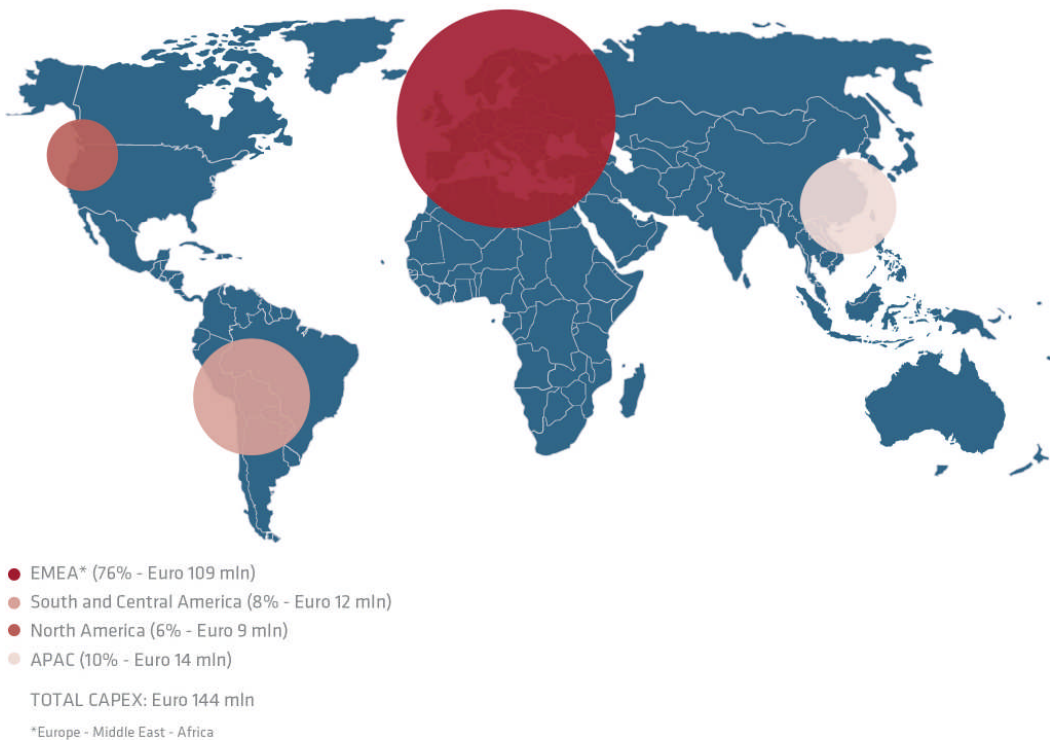 EMEA* (76% - Euro 109 mln)
South and Central America (8% - Euro 12 mln)
North America (6% - Euro 9 mln)
APAC (10% - Euro 14 mln)
TOTAL CAPEX: Euro 144 mln
*Europe - Middle East - Africa